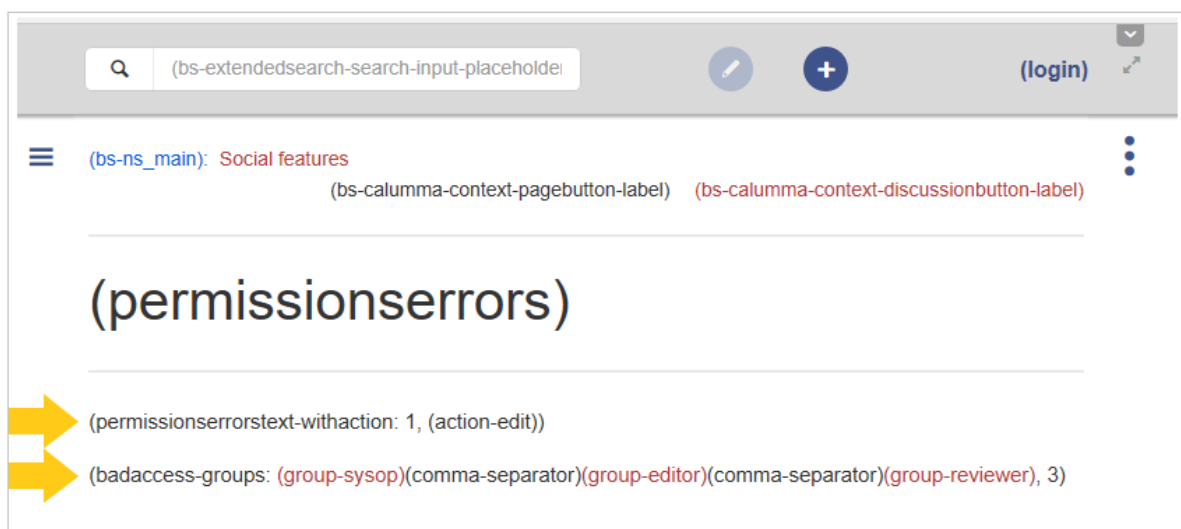 (bs-extendedsearch-search-input-placeholde
(login)
(bs-ns_main): Social features
(bs-calumma-context-pagebutton-label) (bs-calumma-context-discussionbutton-label)
(permissionserrors)
(permissionserrorstext-withaction: 1, (action-edit))
(badaccess-groups: (group-sysop)(comma-separator)(group-editor)(comma-separator)(group-reviewer), 3)